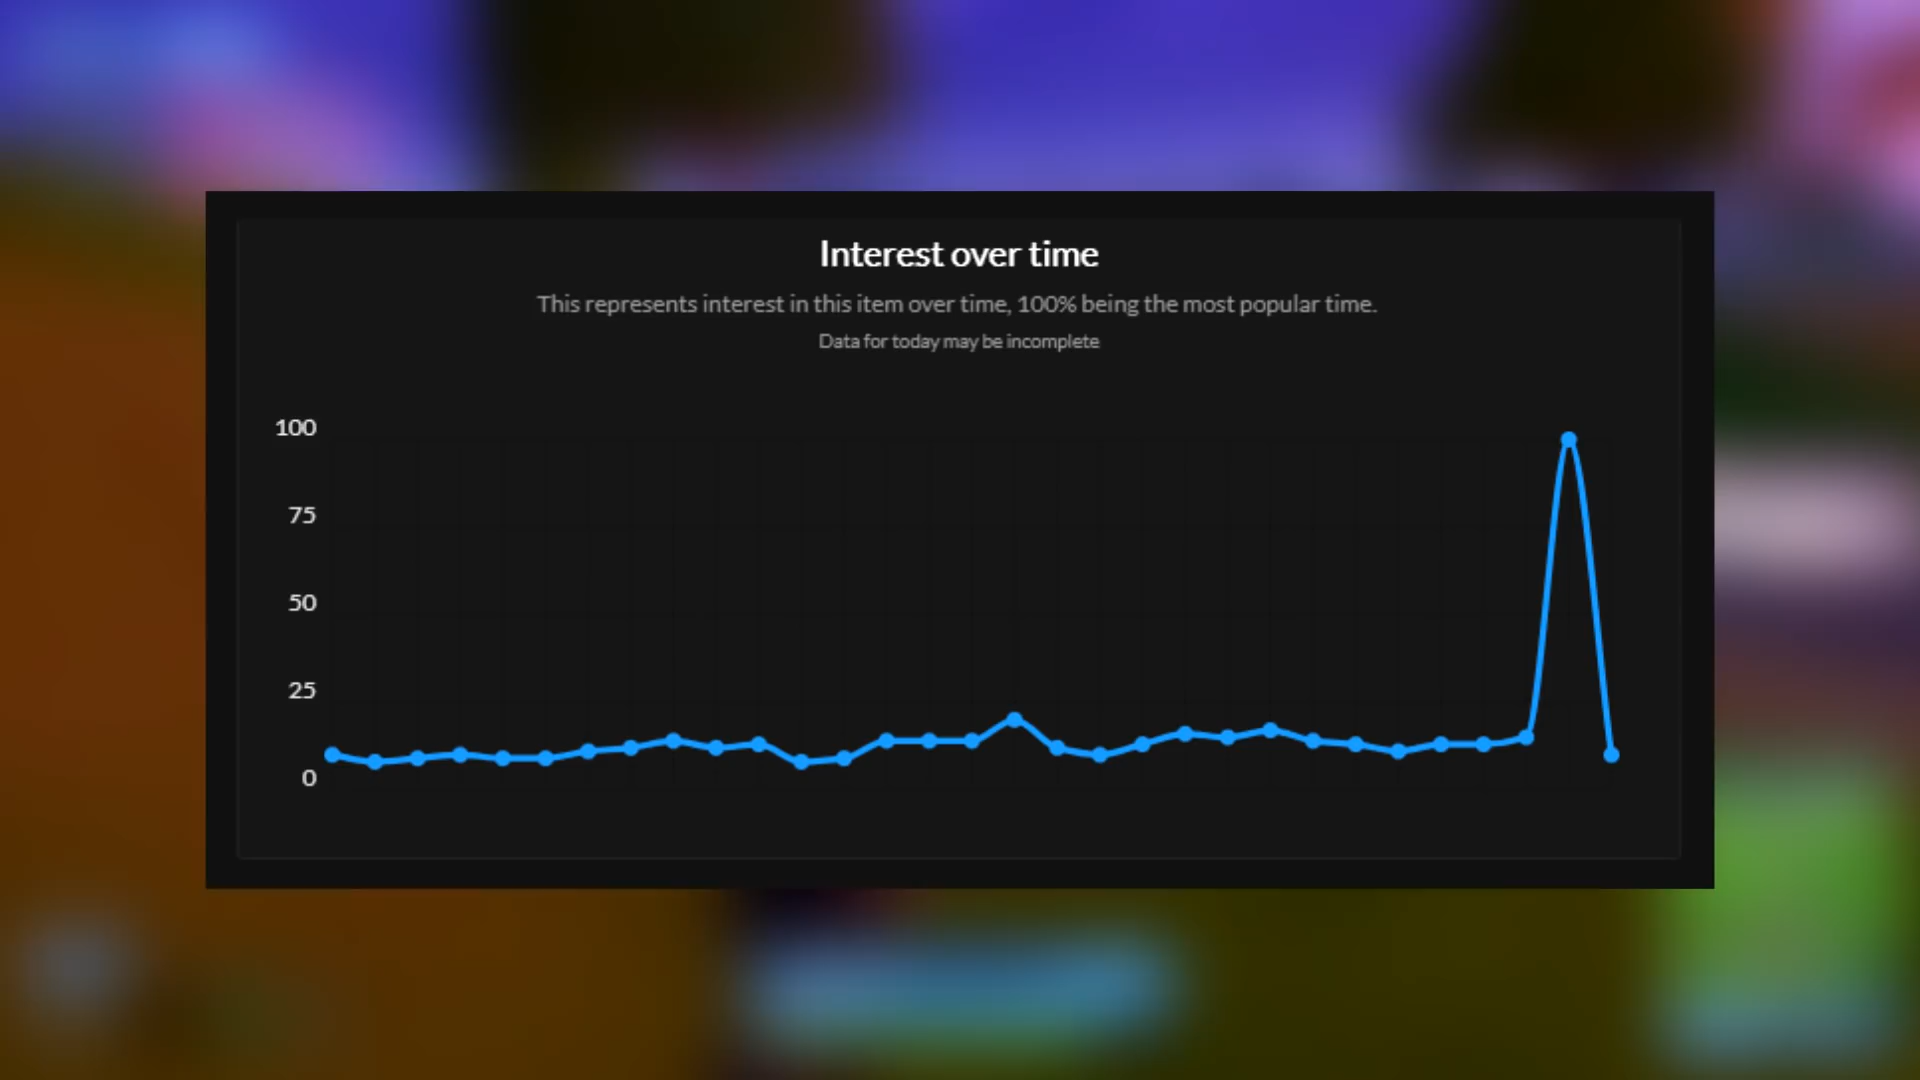 Interest over time
This represents interest in this item over time, 100% being the most popular time.
Data for today may be incomplete
100
75
50
25
0